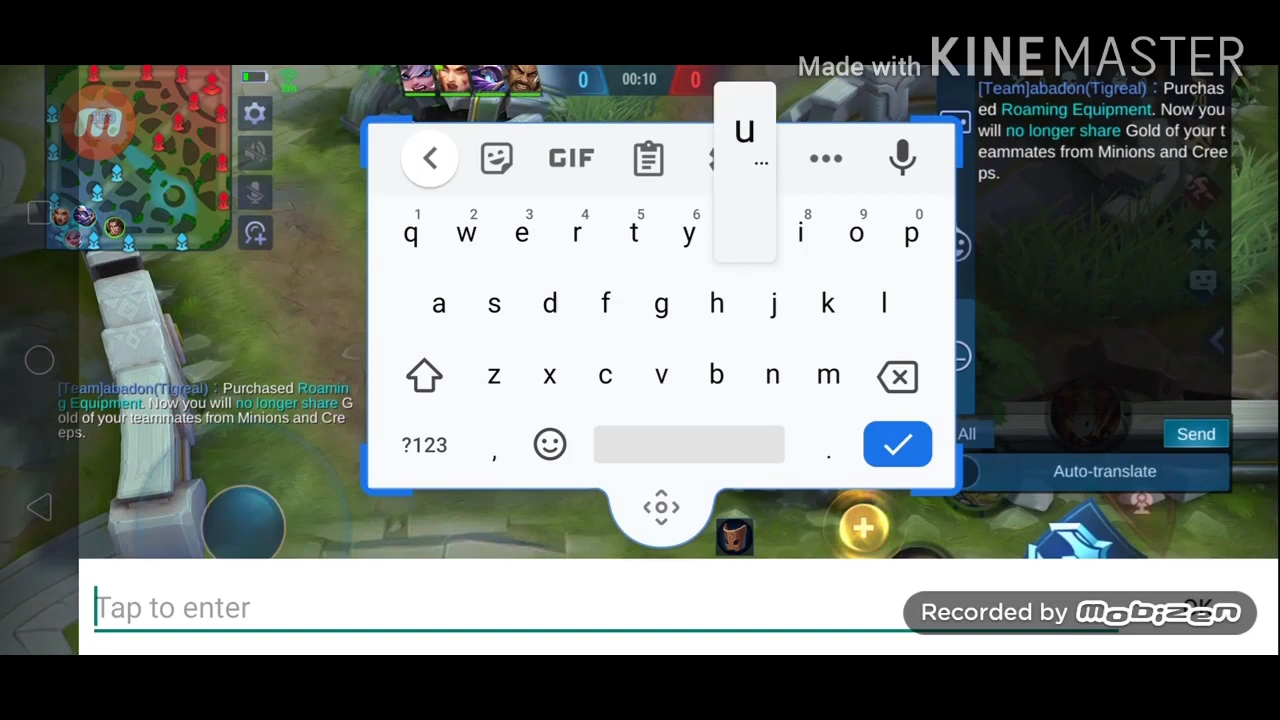 Made with KINEMASTER
0 00:10 0
[Team]abadon(Tigreal) : Purchas
ed Roaming Equipment. Now you
will no longer share Gold of your t
eammates from Minions and Cree
ps.
u
...
GIF
1 2 3 4 5 6 8 9 0
q w e r t y i o p
a s d f g h j k l
z x c v b n m
?123 , .
[Team]abadon(Tigreal) : Purchased Roamin
g Equipment. Now you will no longer share G
old of your teammates from Minions and Cre
eps.
All
Send
Auto-translate
Tap to enter
OK
Recorded by Mobizen